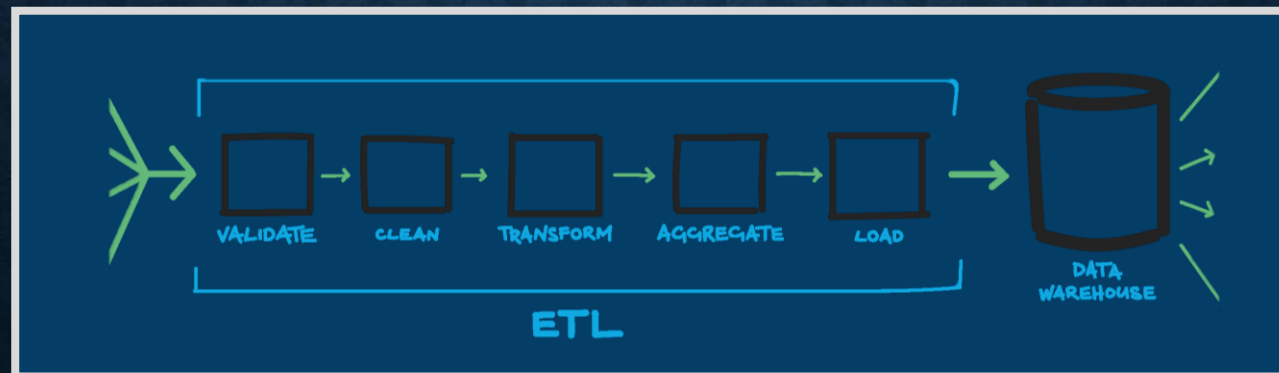 VALIDATE
CLEAN
TRANSFORM
AGGREGATE
LOAD
DATA
WAREHOUSE
ETL